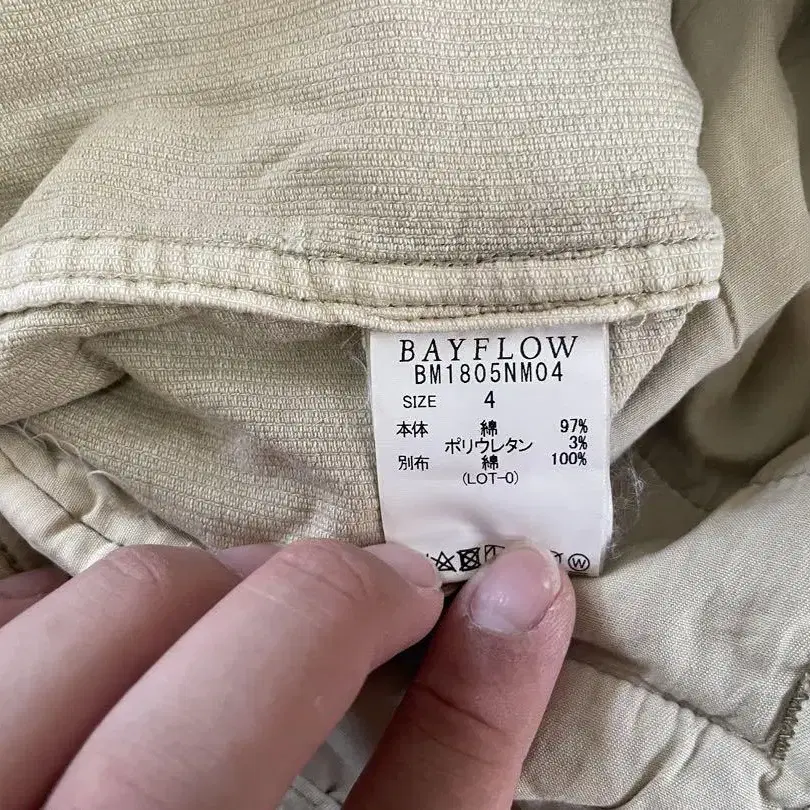 BAYFLOW
BM1805NM04
SIZE 4
本体 綿 97%
ポリウレタン 3%
別布 綿 100%
(LOT-0)
W